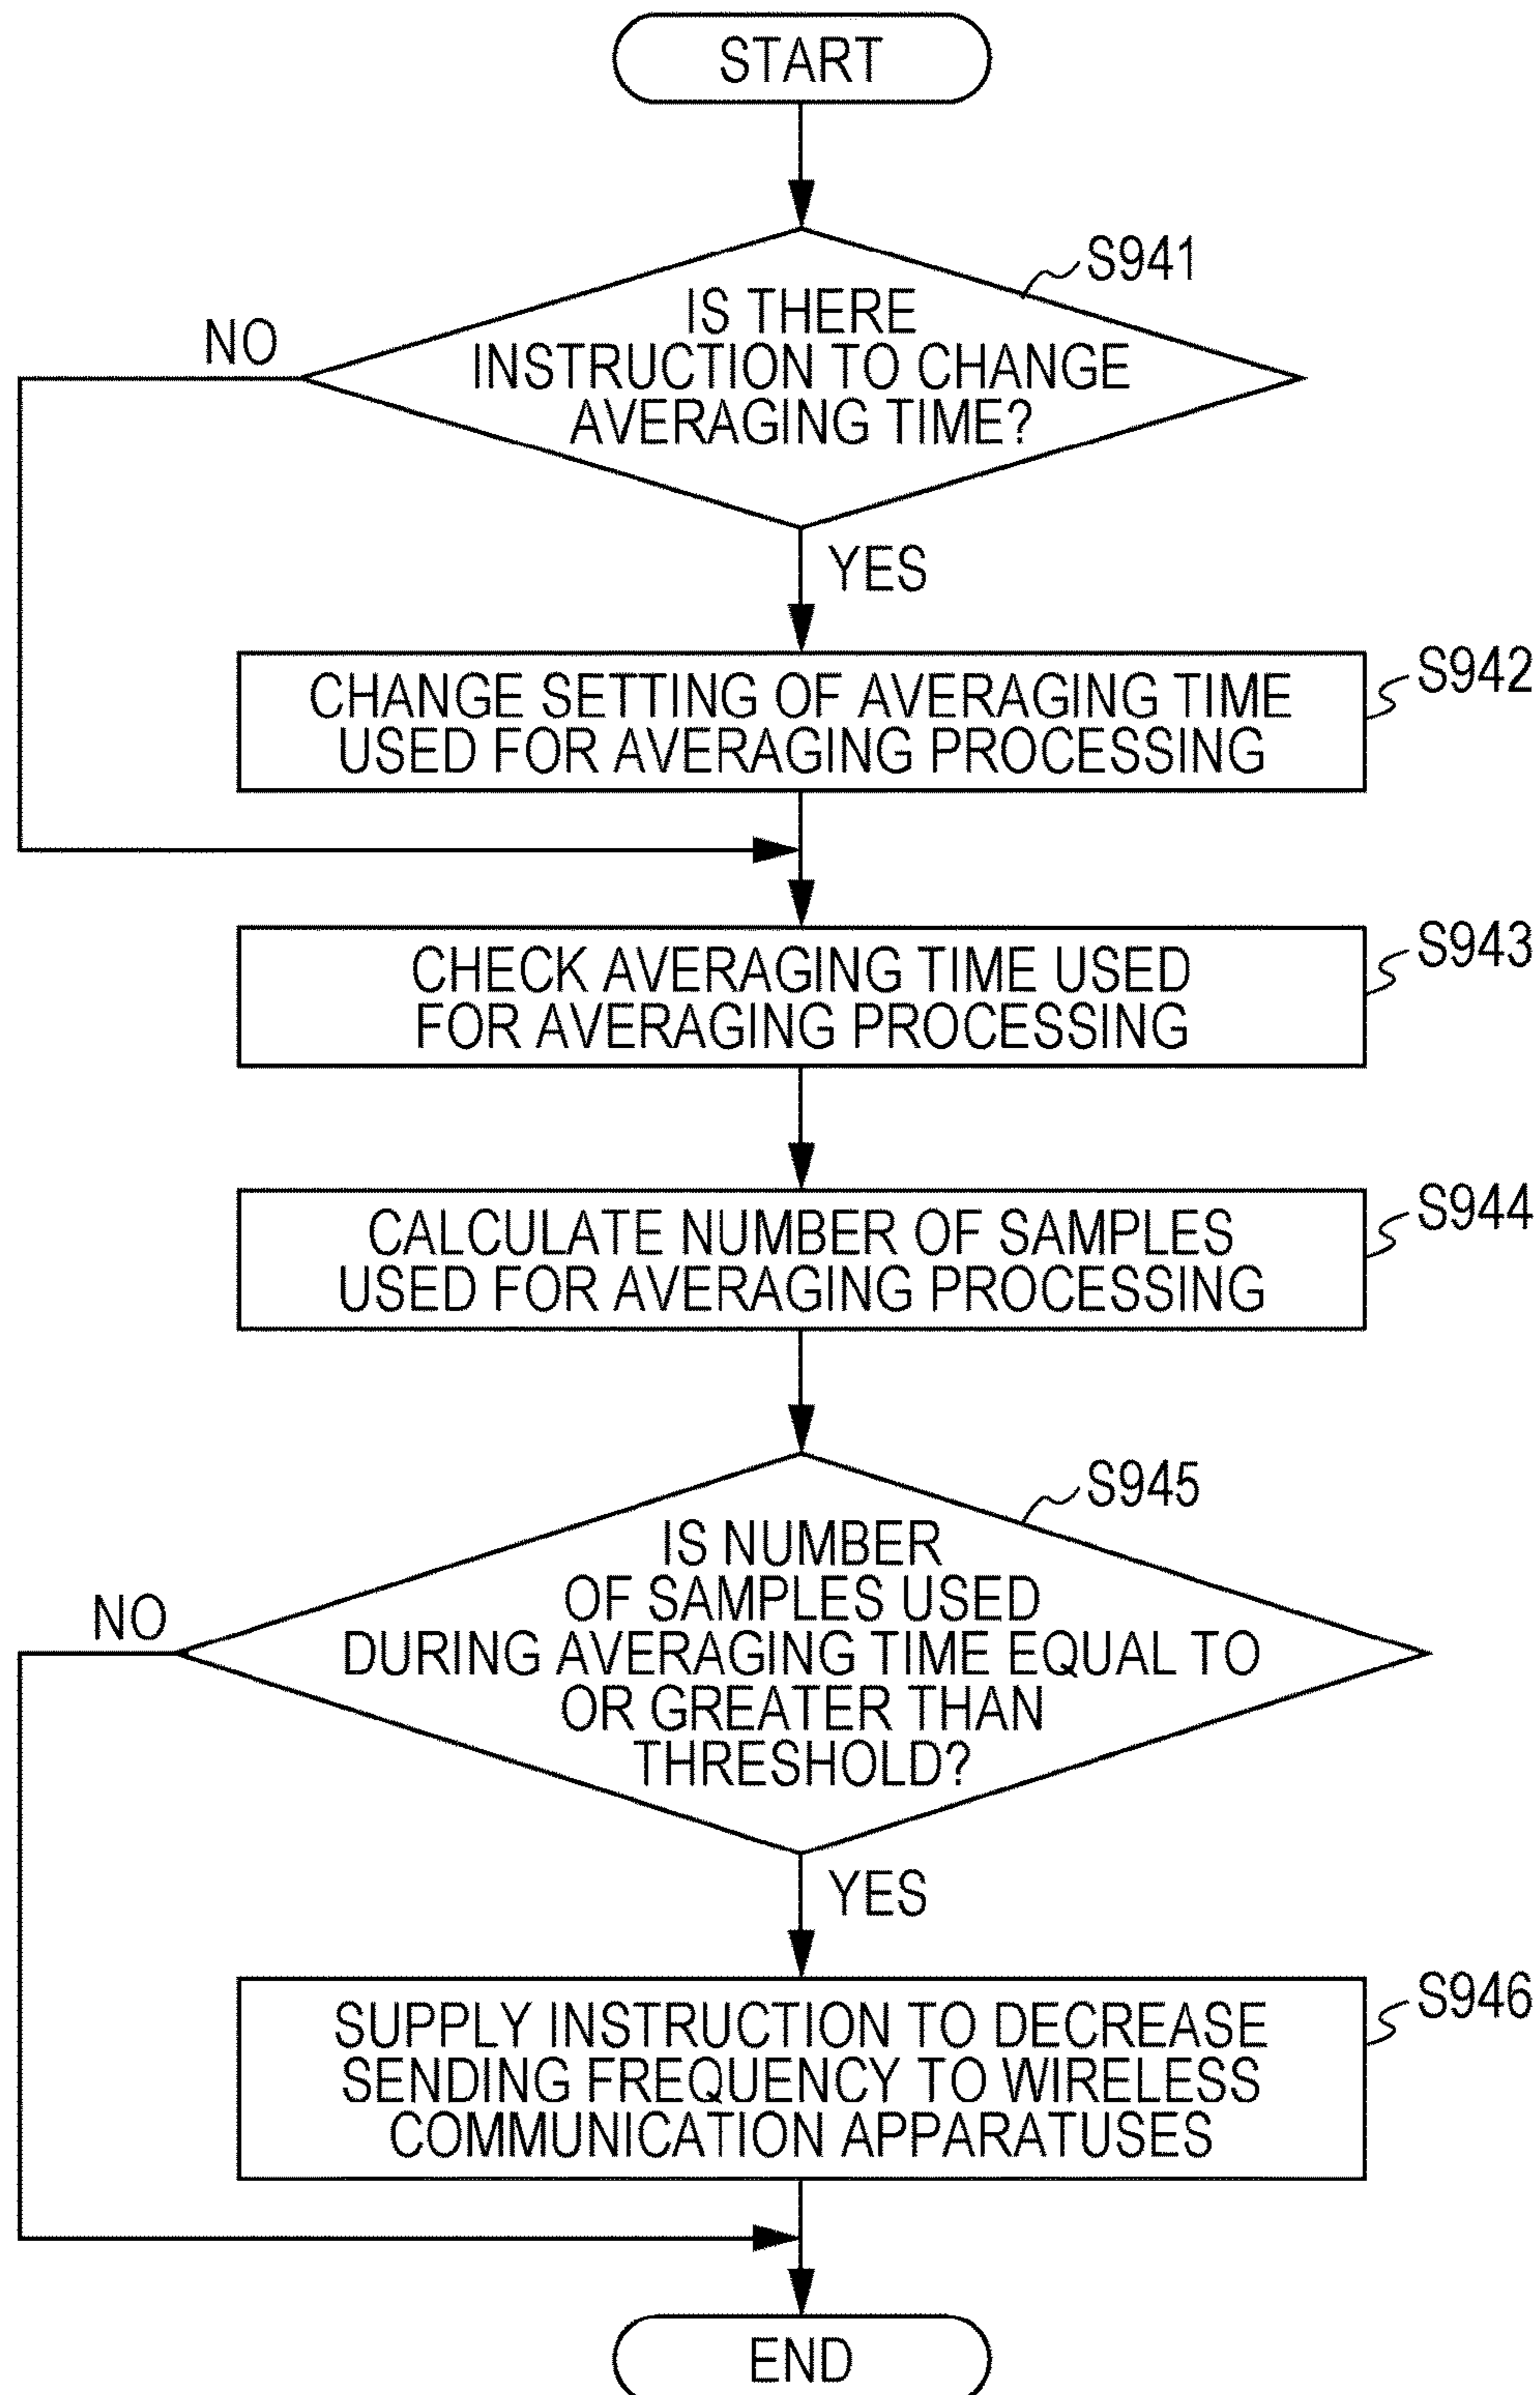 START
S941
IS THERE
INSTRUCTION TO CHANGE
AVERAGING TIME?
NO
YES
S942
CHANGE SETTING OF AVERAGING TIME
USED FOR AVERAGING PROCESSING
S943
CHECK AVERAGING TIME USED
FOR AVERAGING PROCESSING
S944
CALCULATE NUMBER OF SAMPLES
USED FOR AVERAGING PROCESSING
S945
IS NUMBER
OF SAMPLES USED
DURING AVERAGING TIME EQUAL TO
OR GREATER THAN
THRESHOLD?
NO
YES
S946
SUPPLY INSTRUCTION TO DECREASE
SENDING FREQUENCY TO WIRELESS
COMMUNICATION APPARATUSES
END